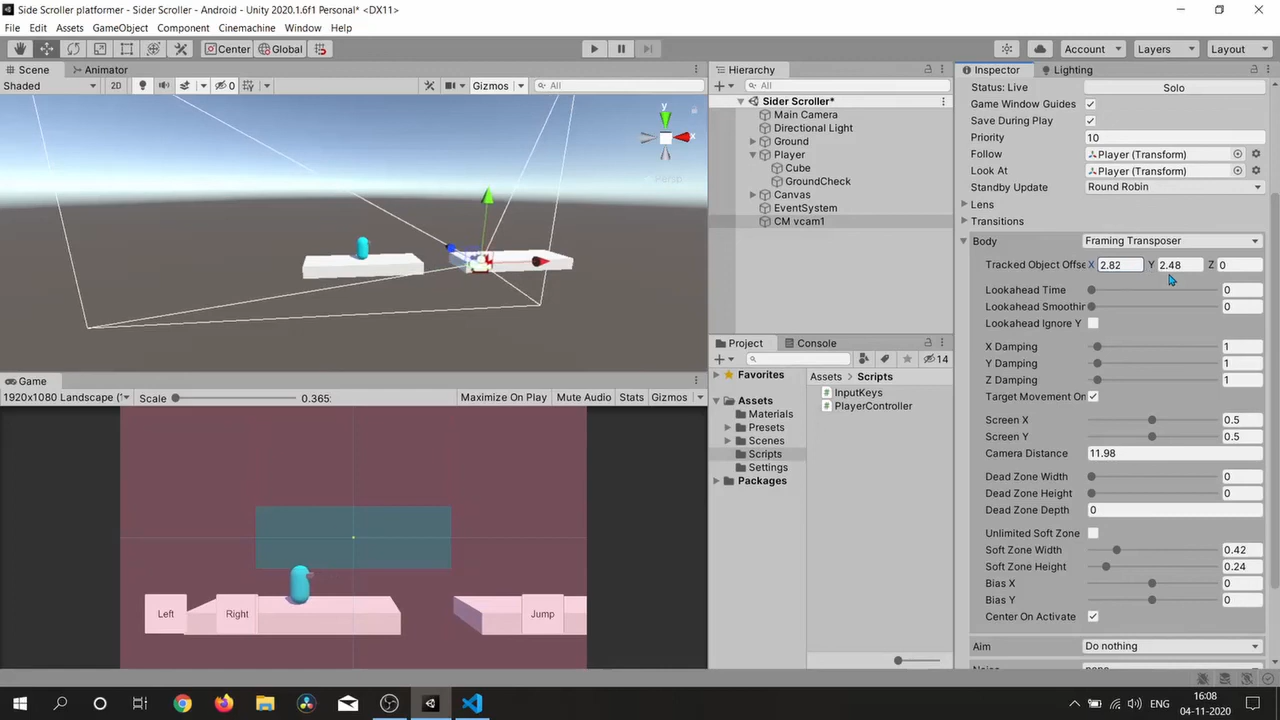 Side Scroller platformer - Sider Scroller - Android - Unity 2020.1.6f1 Personal* <DX11>
File Edit Assets GameObject Component Cinemachine Window Help
Center Global Account Layers Layout
Scene Animator
Shaded 2D 0 Gizmos All
y
x
Persp
Game
1920x1080 Landscape (1 Scale 0.365: Maximize On Play Mute Audio Stats Gizmos
Left Right Jump
Hierarchy
All
Sider Scroller*
Main Camera
Directional Light
Ground
Player
Cube
GroundCheck
Canvas
EventSystem
CM vcam1
Project Console
14
Favorites
Assets
Materials
Presets
Scenes
Scripts
Settings
Packages
Assets > Scripts
InputKeys
PlayerController
Inspector Lighting
Status: Live Solo
Game Window Guides
Save During Play
Priority 10
Follow Player (Transform)
Look At Player (Transform)
Standby Update Round Robin
Lens
Transitions
Body Framing Transposer
Tracked Object Offse X 2.82 Y 2.48 Z 0
Lookahead Time 0
Lookahead Smoothir 0
Lookahead Ignore Y
X Damping 1
Y Damping 1
Z Damping 1
Target Movement On
Screen X 0.5
Screen Y 0.5
Camera Distance 11.98
Dead Zone Width 0
Dead Zone Height 0
Dead Zone Depth 0
Unlimited Soft Zone
Soft Zone Width 0.42
Soft Zone Height 0.24
Bias X 0
Bias Y 0
Center On Activate
Aim Do nothing
ENG 16:08
04-11-2020